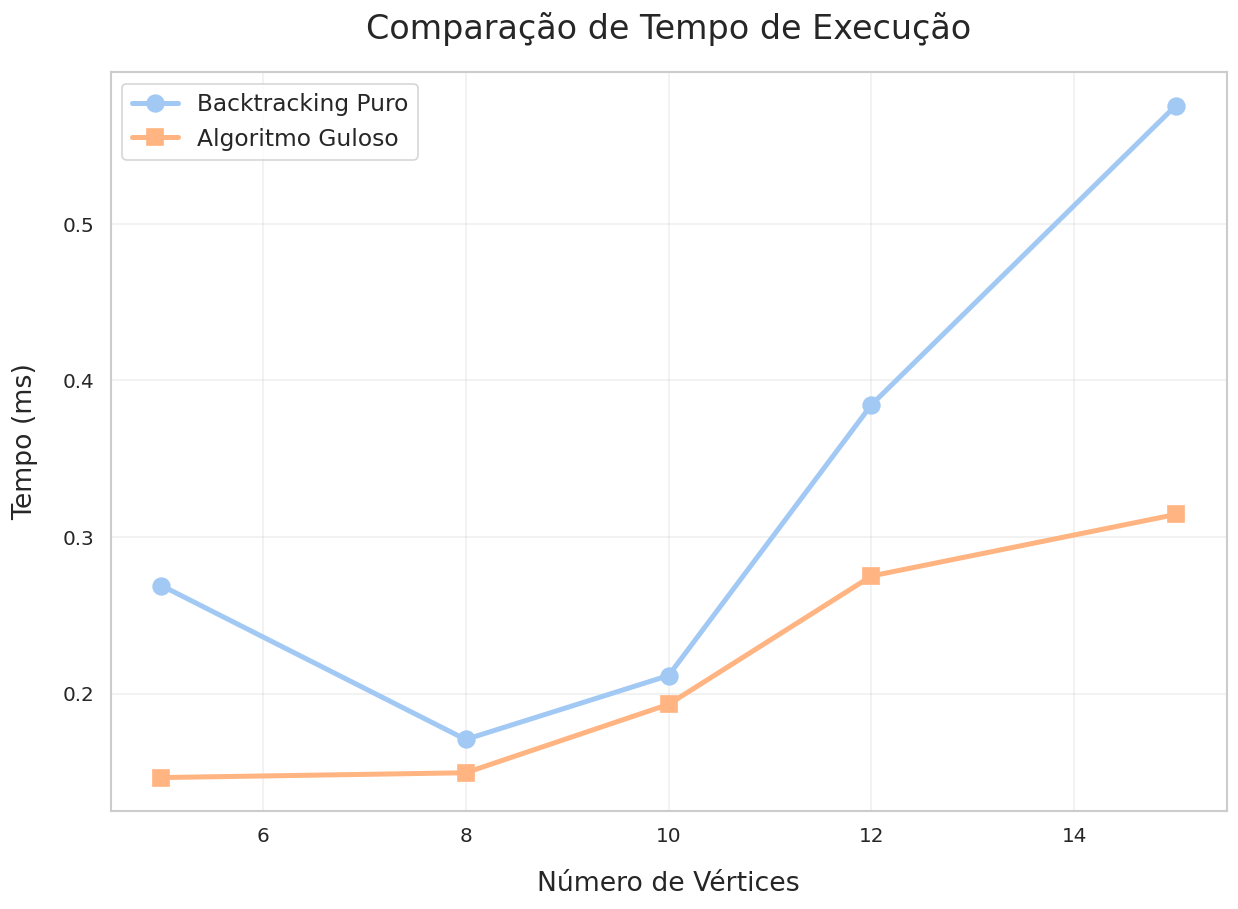 Comparação de Tempo de Execução
Backtracking Puro
Algoritmo Guloso
Tempo (ms)
0.5
0.4
0.3
0.2
6 8 10 12 14
Número de Vértices